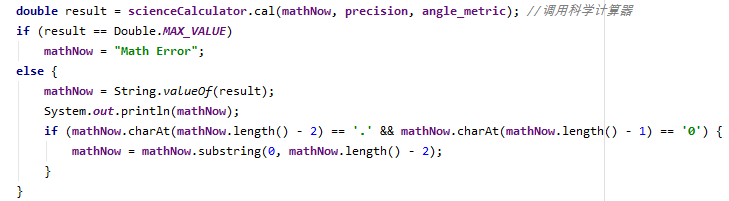 double result = scienceCalculator.cal(mathNow, precision, angle_metric); //调用科学计算器
if (result == Double.MAX_VALUE)
    mathNow = "Math Error";
else {
    mathNow = String.valueOf(result);
    System.out.println(mathNow);
    if (mathNow.charAt(mathNow.length() - 2) == '.' && mathNow.charAt(mathNow.length() - 1) == '0') {
        mathNow = mathNow.substring(0, mathNow.length() - 2);
    }
}